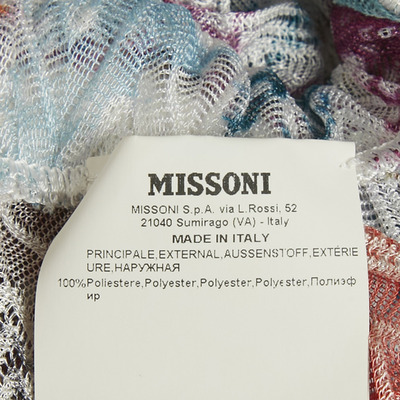 MISSONI
MISSONI S.p.A. via L.Rossi, 52
21040 Sumirago (VA) - Italy
MADE IN ITALY
PRINCIPALE,EXTERNAL,AUSSENSTOFF,EXTÉRIE
URE,НАРУЖНАЯ
100%Poliestere,Polyester,Polyester,Polyester,Полиэф
ир